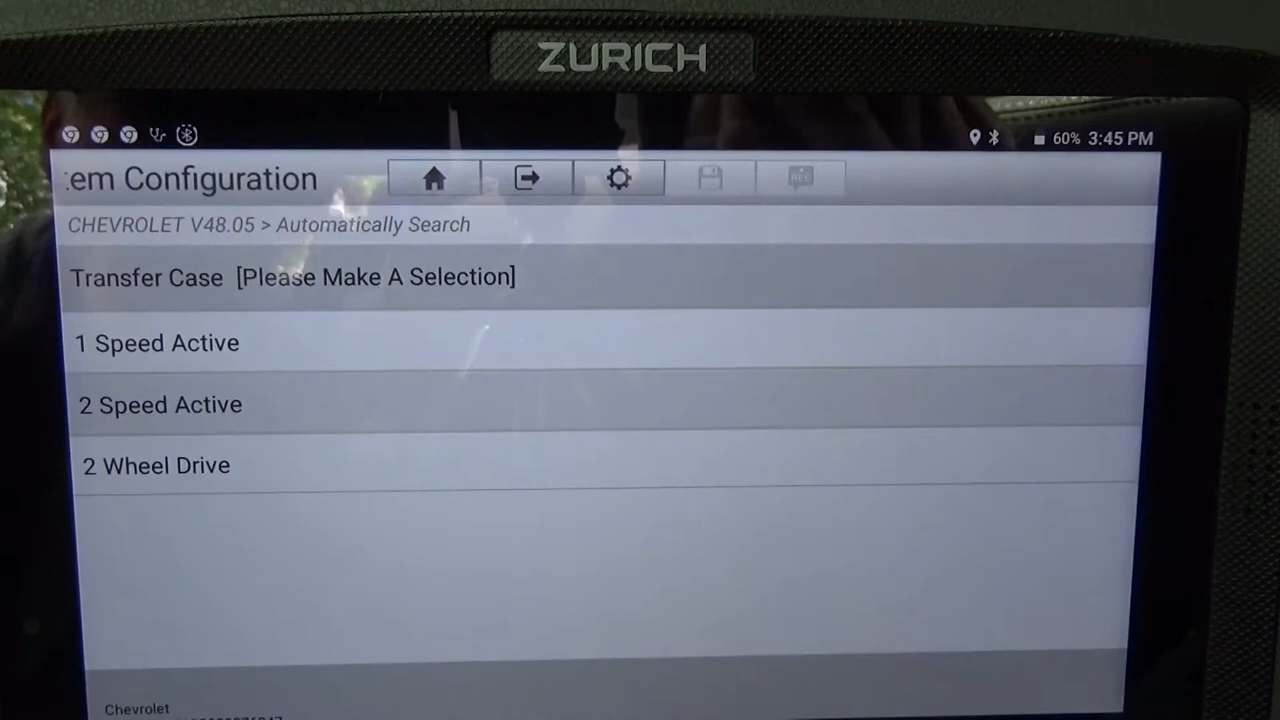 ZURICH
60% 3:45 PM
:em Configuration
REC
CHEVROLET V48.05 > Automatically Search
Transfer Case [Please Make A Selection]
1 Speed Active
2 Speed Active
2 Wheel Drive
Chevrolet